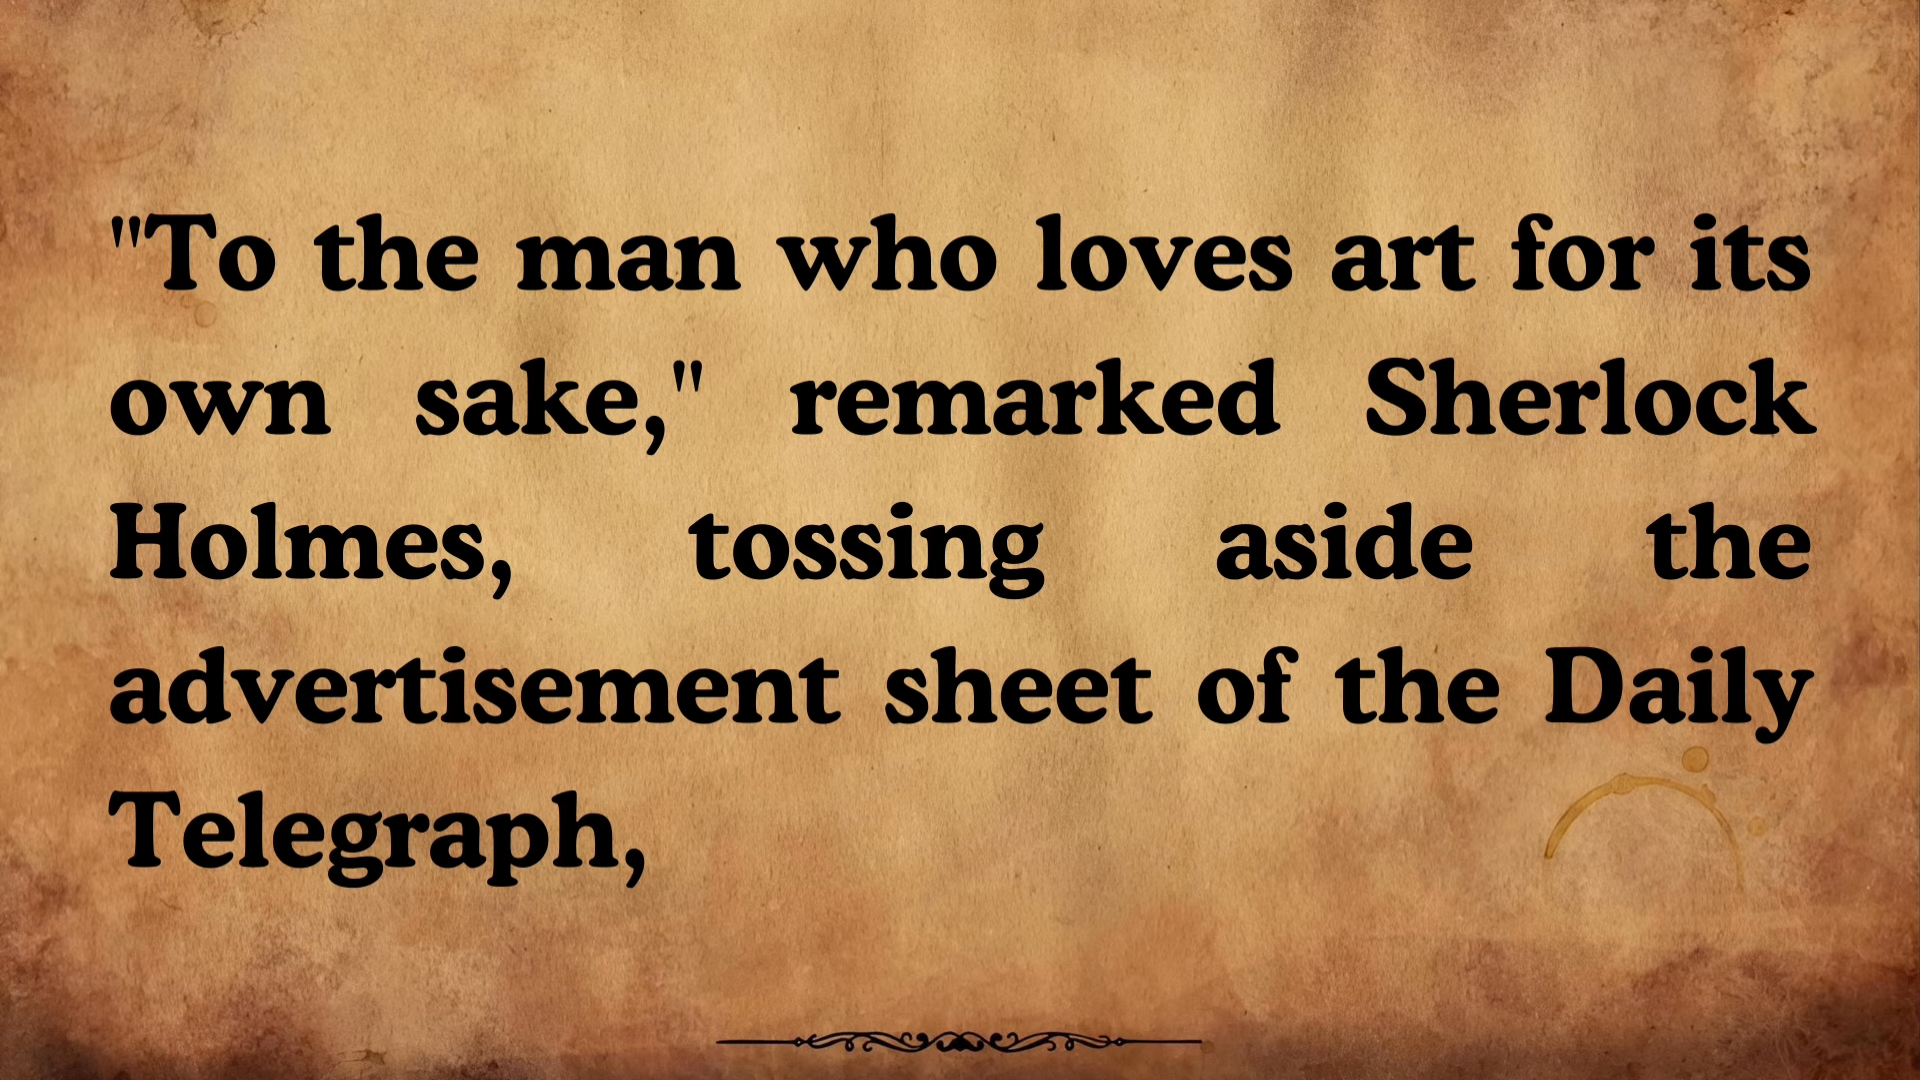 "To the man who loves art for its
own sake," remarked Sherlock
Holmes, tossing aside the
advertisement sheet of the Daily
Telegraph,